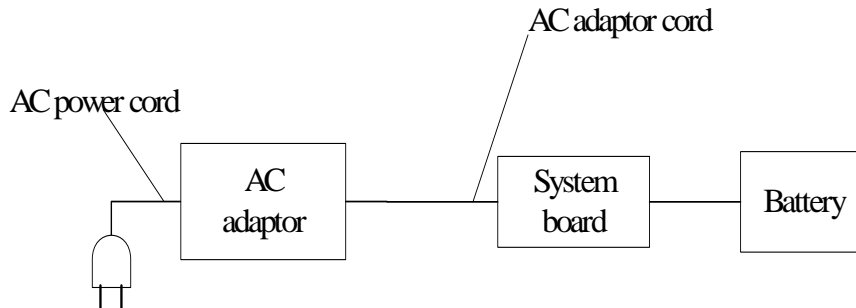 AC adaptor cord
AC power cord
AC
adaptor
System
board
Battery